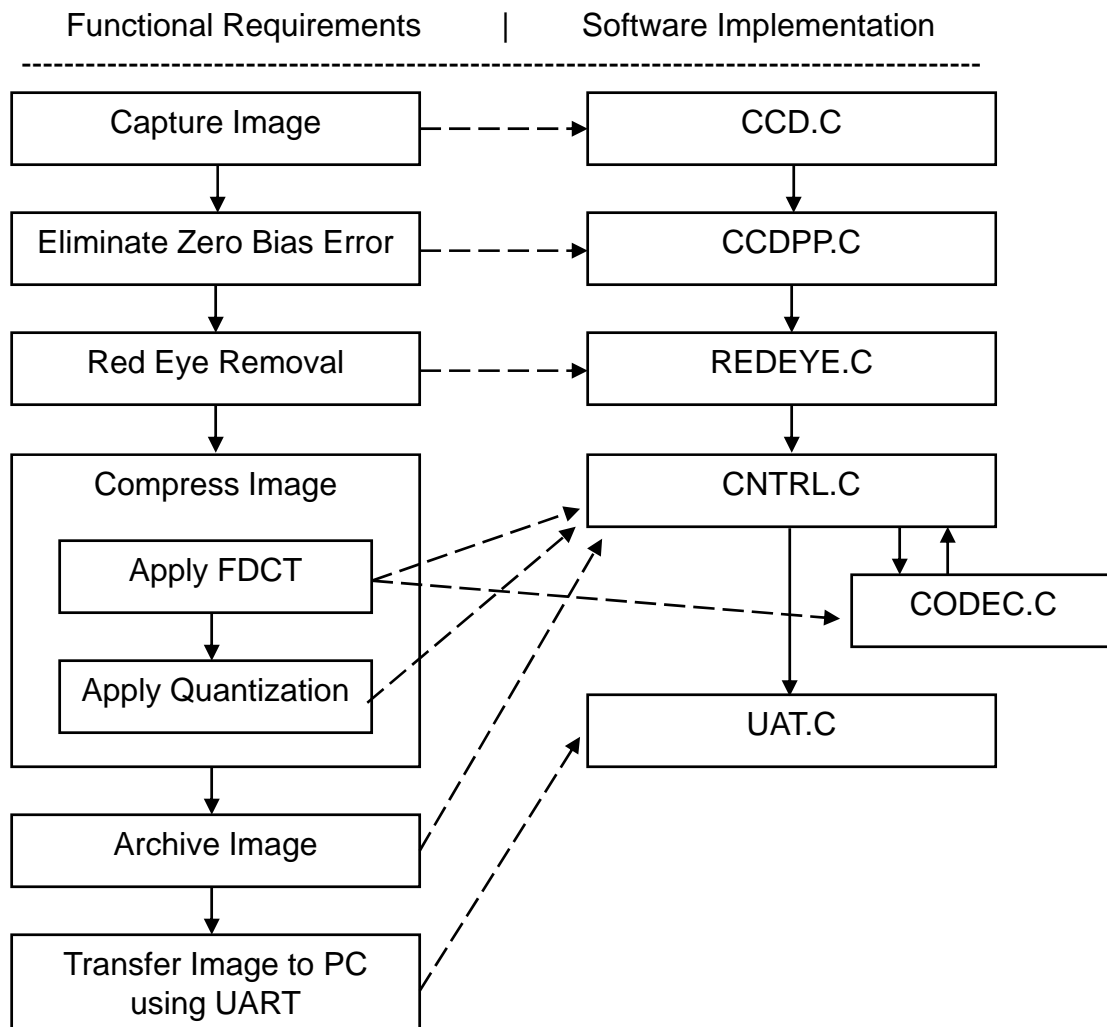 Functional Requirements | Software Implementation
Capture Image
CCD.C
Eliminate Zero Bias Error
CCDPP.C
Red Eye Removal
REDEYE.C
Compress Image
CNTRL.C
Apply FDCT
CODEC.C
Apply Quantization
UAT.C
Archive Image
Transfer Image to PC
using UART